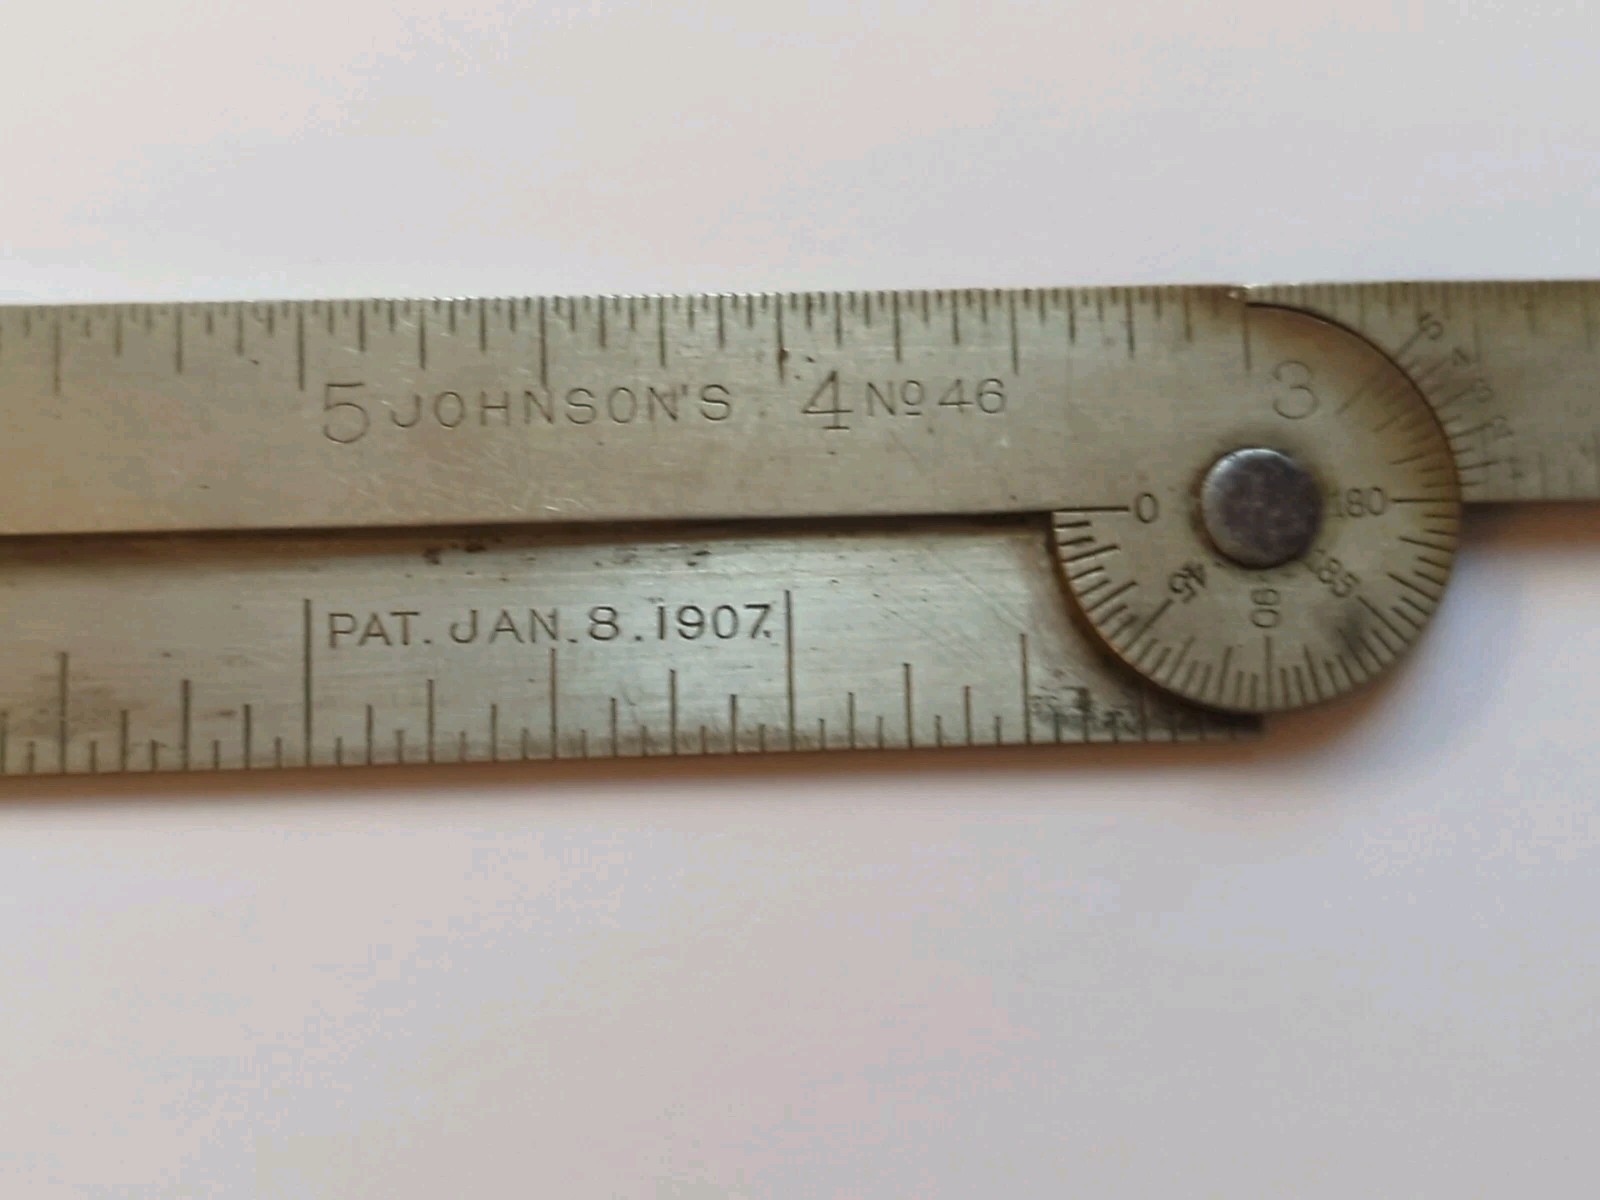 5 JOHNSON'S 4 No 46 3
0 45 90 135 180
PAT. JAN. 8. 1907.